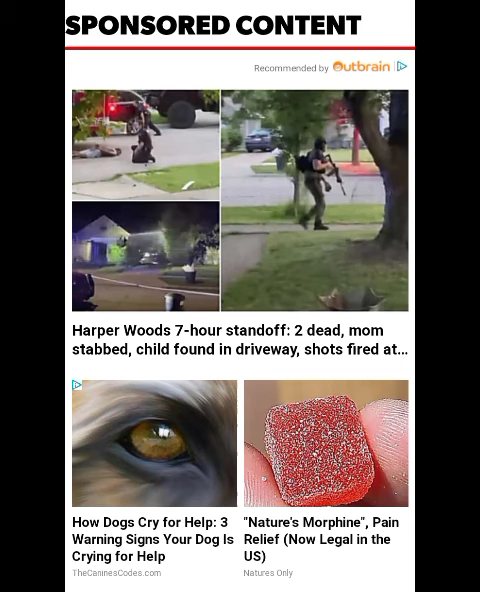 SPONSORED CONTENT
Recommended by Outbrain
Harper Woods 7-hour standoff: 2 dead, mom
stabbed, child found in driveway, shots fired at...
How Dogs Cry for Help: 3
Warning Signs Your Dog Is
Crying for Help
TheCaninesCodes.com
"Nature's Morphine", Pain
Relief (Now Legal in the
US)
Natures Only